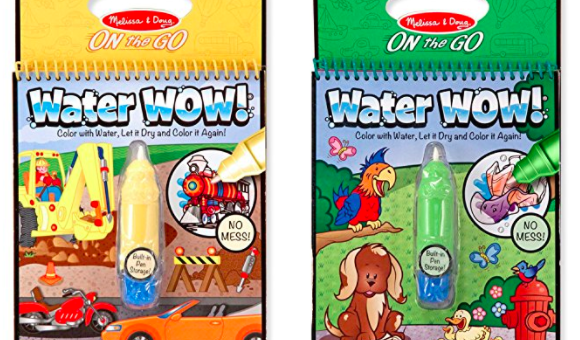 Melissa & Doug
ON the GO
Water WOW!
Color with Water, Let it Dry and Color it Again!
NO
MESS!
Built-in
Pen
Storage!
Melissa & Doug
ON the GO
Water WOW!
Color with Water, Let it Dry and Color it Again!
NO
MESS!
Built-in
Pen
Storage!